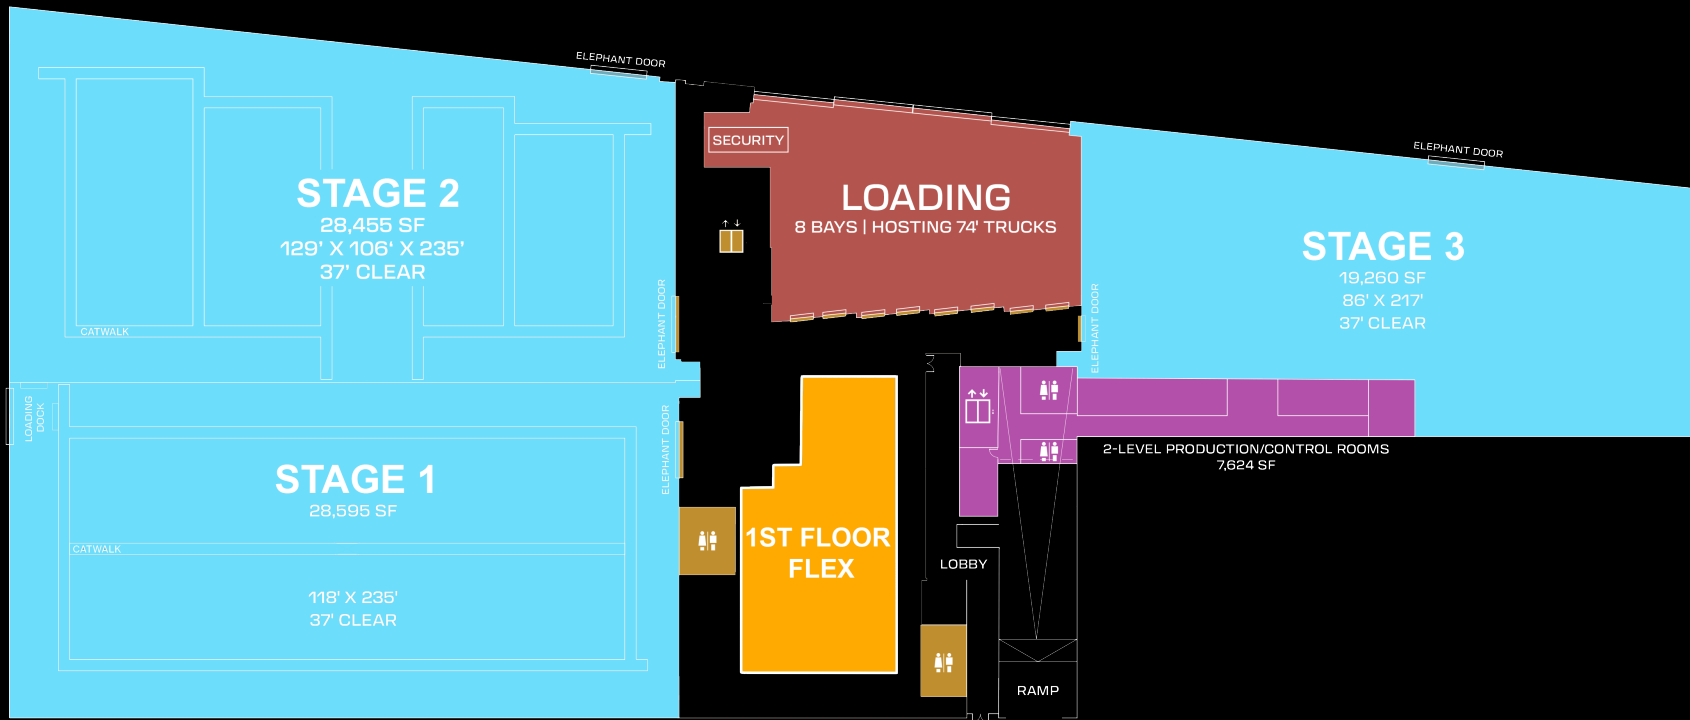 ELEPHANT DOOR
SECURITY
ELEPHANT DOOR
STAGE 2
28,455 SF
129' X 106‘ X 235’
37’ CLEAR
LOADING
8 BAYS | HOSTING 74' TRUCKS
STAGE 3
19,260 SF
86' X 217'
37' CLEAR
CATWALK
ELEPHANT DOOR
ELEPHANT DOOR
LOADING
DOCK
ELEPHANT DOOR
STAGE 1
28,595 SF
CATWALK
118' X 235'
37' CLEAR
1ST FLOOR
FLEX
2-LEVEL PRODUCTION/CONTROL ROOMS
7,624 SF
LOBBY
RAMP